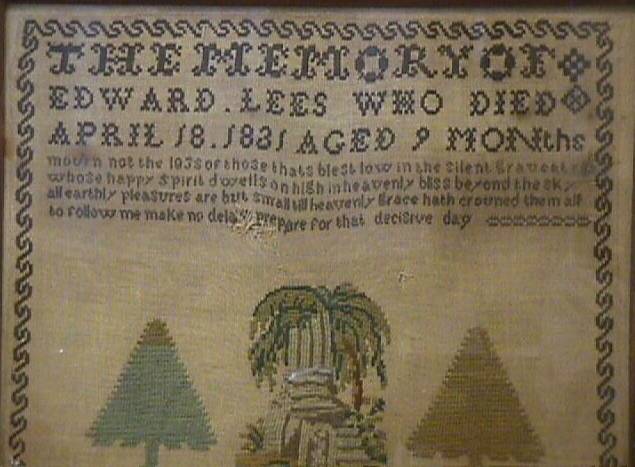 THE MEMORY OF
EDWARD. LEES WHO DIED
APRIL 18. 1831 AGED 9 MONths
mourn not the loss of those thats blest low in the silent Grave at
whose happy Spirit dwells on high in heavenly bliss beyond the sky
all earthly pleasures are but small till heavenly Grace hath crowned them all
to follow me make no delay prepare for that decisive day